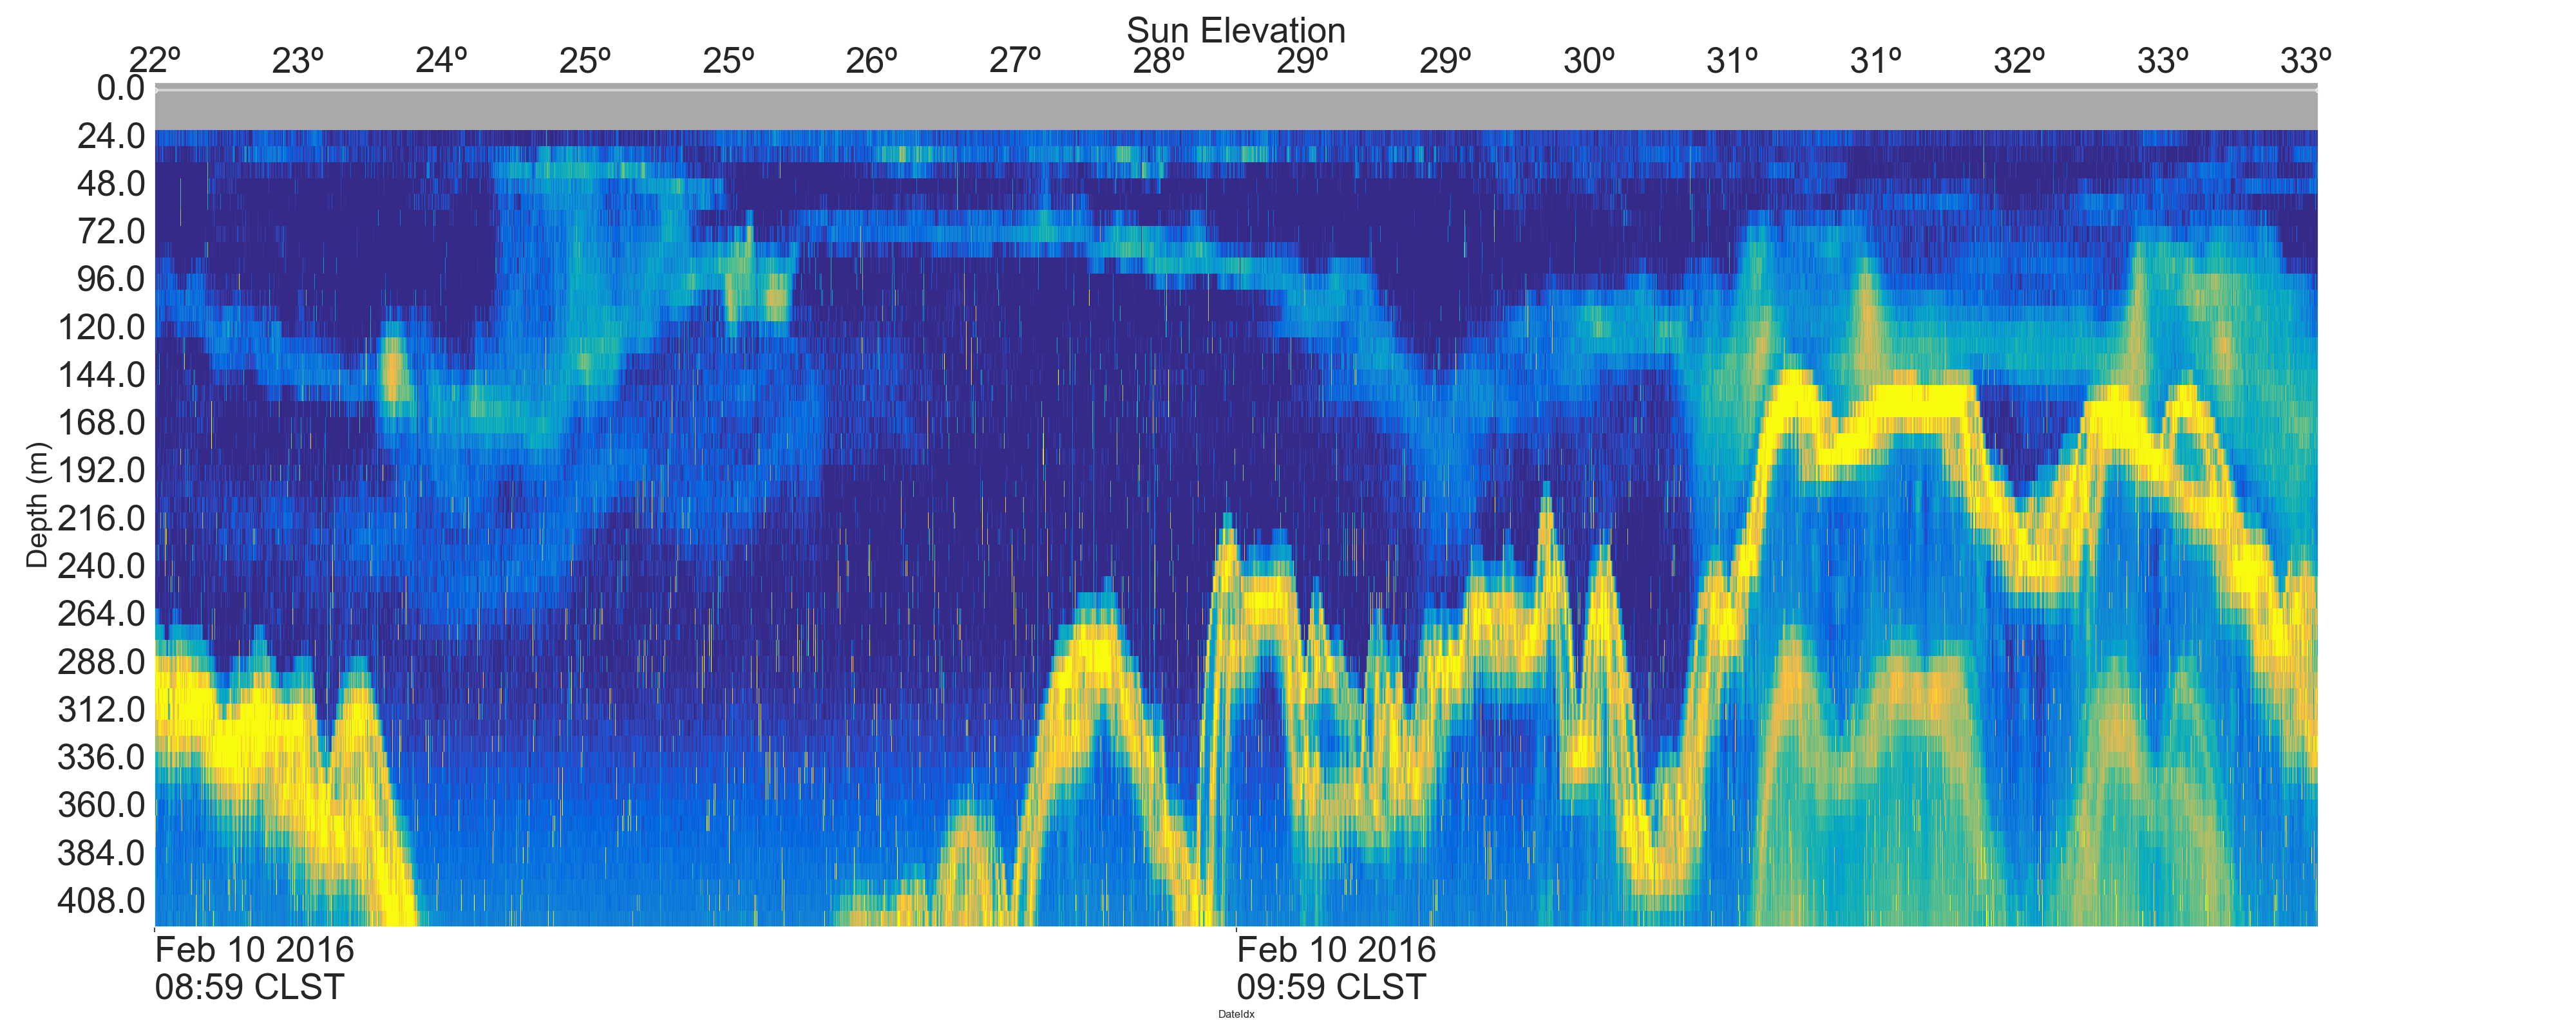 Sun Elevation
22º 23º 24º 25º 25º 26º 27º 28º 29º 29º 30º 31º 31º 32º 33º 33º
0.0
24.0
48.0
72.0
96.0
120.0
144.0
168.0
192.0
216.0
240.0
264.0
288.0
312.0
336.0
360.0
384.0
408.0
Depth (m)
Feb 10 2016
08:59 CLST
Feb 10 2016
09:59 CLST
DateIdx